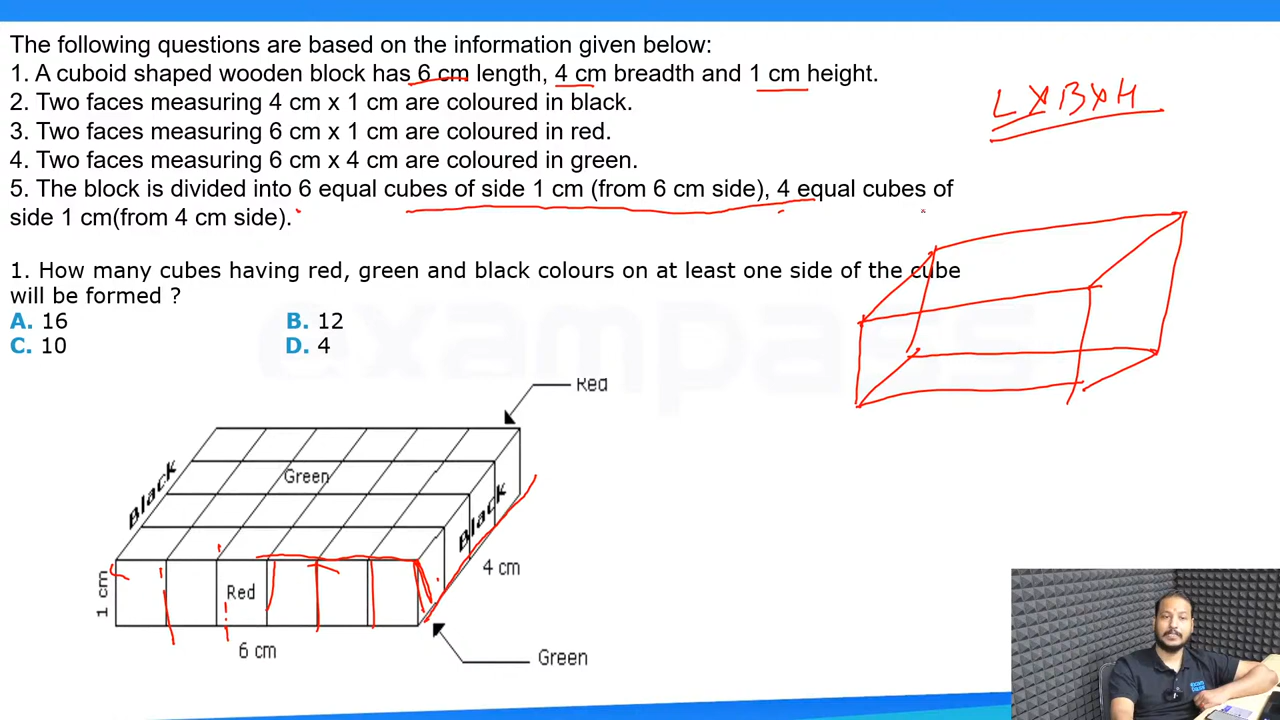 The following questions are based on the information given below:
1. A cuboid shaped wooden block has 6 cm length, 4 cm breadth and 1 cm height.
2. Two faces measuring 4 cm x 1 cm are coloured in black.
3. Two faces measuring 6 cm x 1 cm are coloured in red.
4. Two faces measuring 6 cm x 4 cm are coloured in green.
5. The block is divided into 6 equal cubes of side 1 cm (from 6 cm side), 4 equal cubes of
side 1 cm(from 4 cm side).
L x B x H
1. How many cubes having red, green and black colours on at least one side of the cube
will be formed ?
A. 16
B. 12
C. 10
D. 4
exampass
Red
Green
Black
Black
4 cm
1 cm
Red
6 cm
Green